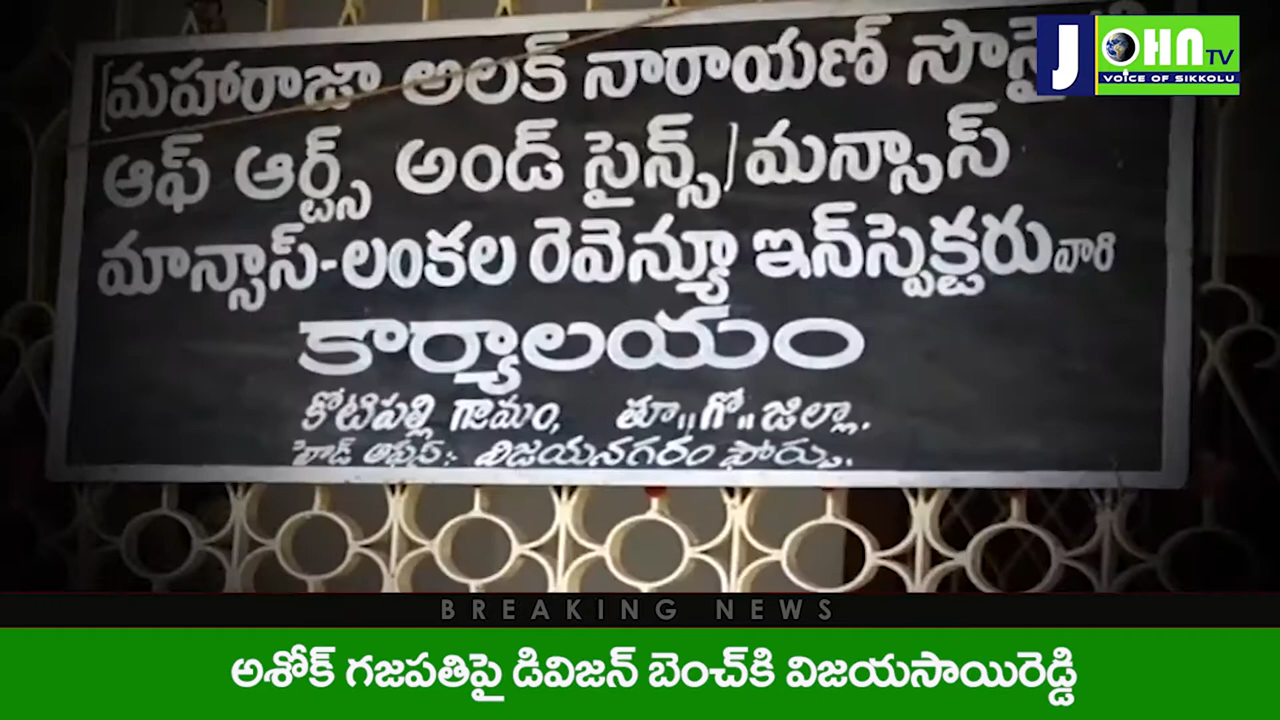 JOHN TV
VOICE OF SIKKOLU
(మహారాజా అలక్ నారాయణ్
ఆఫ్ ఆర్ట్స్ అండ్ సైన్స్/మన్సాస్
మాన్సాస్-లంకల రెవెన్యూ ఇన్‌స్పెక్టరు వారి
కార్యాలయం
కోటిపల్లి గ్రామం, తూ,,గో,, జిల్లా.
హెడ్ ఆఫీస్:- విజయనగరం ఫోర్టు.
BREAKING NEWS
అశోక్ గజపతిపై డివిజన్ బెంచ్‌కి విజయసాయిరెడ్డి